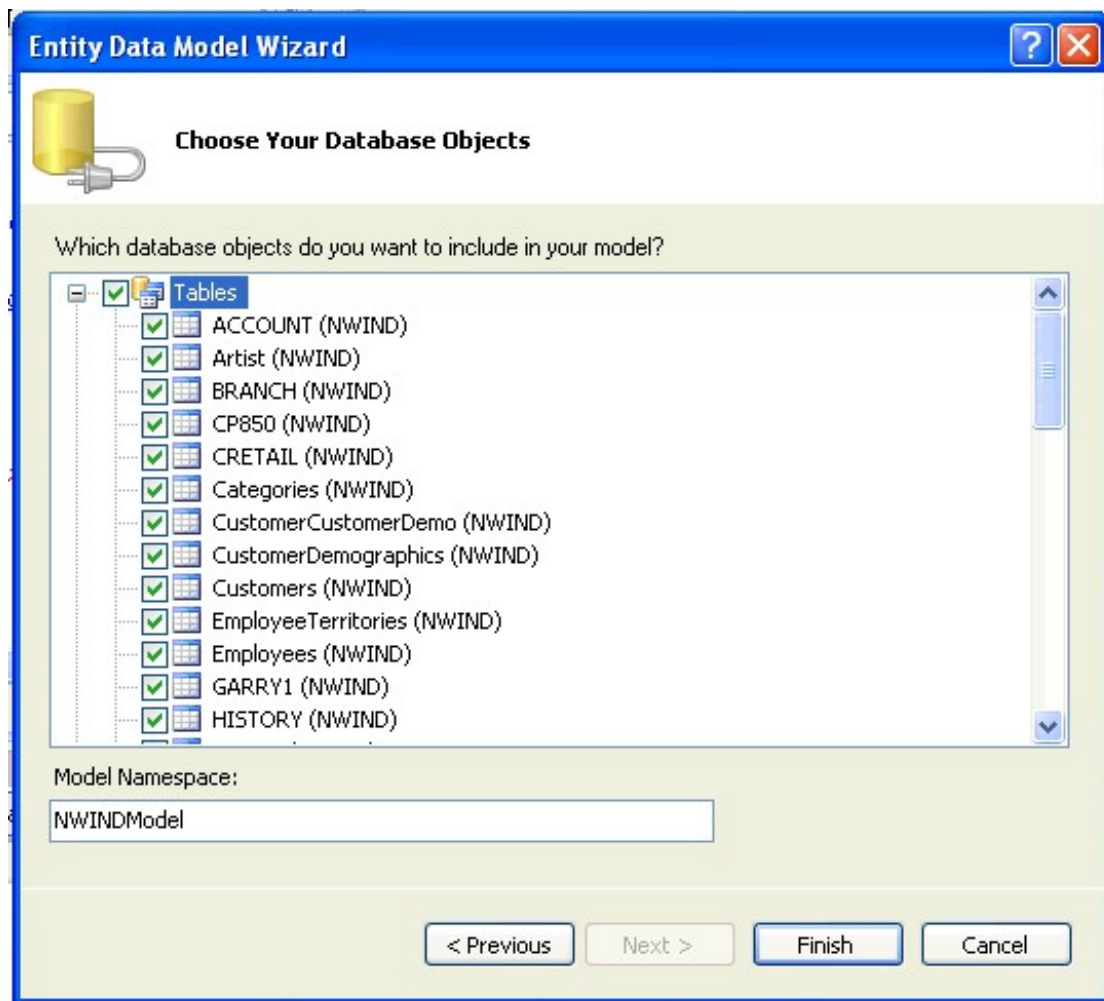 Entity Data Model Wizard
Choose Your Database Objects
Which database objects do you want to include in your model?
Tables
ACCOUNT (NWIND)
Artist (NWIND)
BRANCH (NWIND)
CP850 (NWIND)
CRETAIL (NWIND)
Categories (NWIND)
CustomerCustomerDemo (NWIND)
CustomerDemographics (NWIND)
Customers (NWIND)
EmployeeTerritories (NWIND)
Employees (NWIND)
GARRY1 (NWIND)
HISTORY (NWIND)
Model Namespace:
NWINDModel
< Previous Next > Finish Cancel